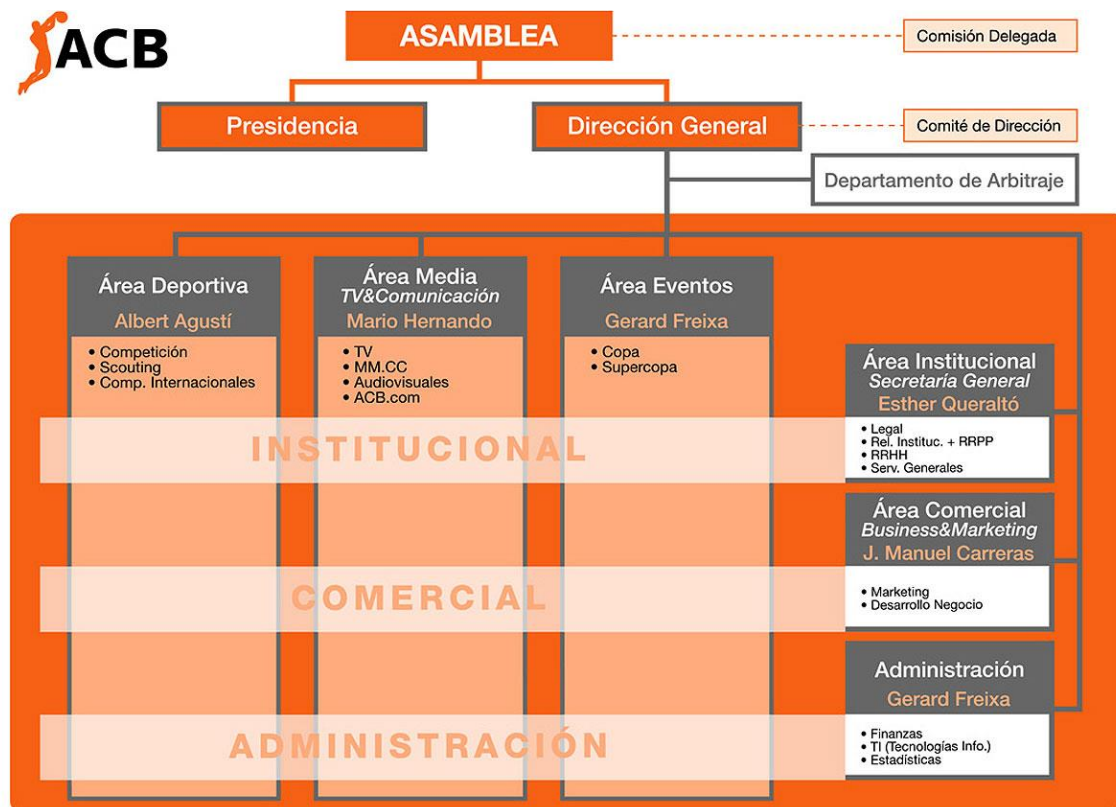 ACB
ASAMBLEA
Comisión Delegada
Presidencia
Dirección General
Comité de Dirección
Departamento de Arbitraje
Área Deportiva
Albert Agustí
• Competición
• Scouting
• Comp. Internacionales
Área Media
TV&Comunicación
Mario Hernando
• TV
• MM.CC
• Audiovisuales
• ACB.com
Área Eventos
Gerard Freixa
• Copa
• Supercopa
INSTITUCIONAL
Área Institucional
Secretaría General
Esther Queraltó
• Legal
• Rel. Instituc. + RRPP
• RRHH
• Serv. Generales
COMERCIAL
Área Comercial
Business&Marketing
J. Manuel Carreras
• Marketing
• Desarrollo Negocio
ADMINISTRACIÓN
Administración
Gerard Freixa
• Finanzas
• TI (Tecnologías Info.)
• Estadísticas